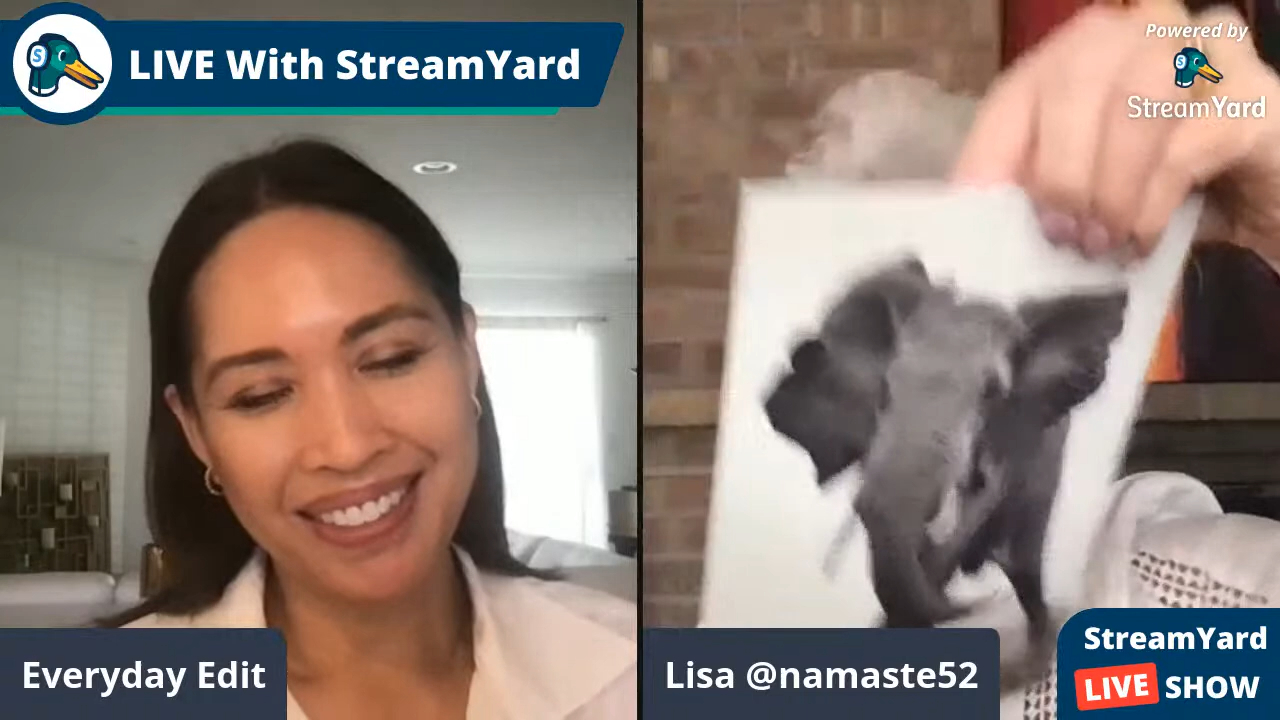 S
LIVE With StreamYard
Powered by
S
StreamYard
Everyday Edit
Lisa @namaste52
StreamYard
LIVE SHOW